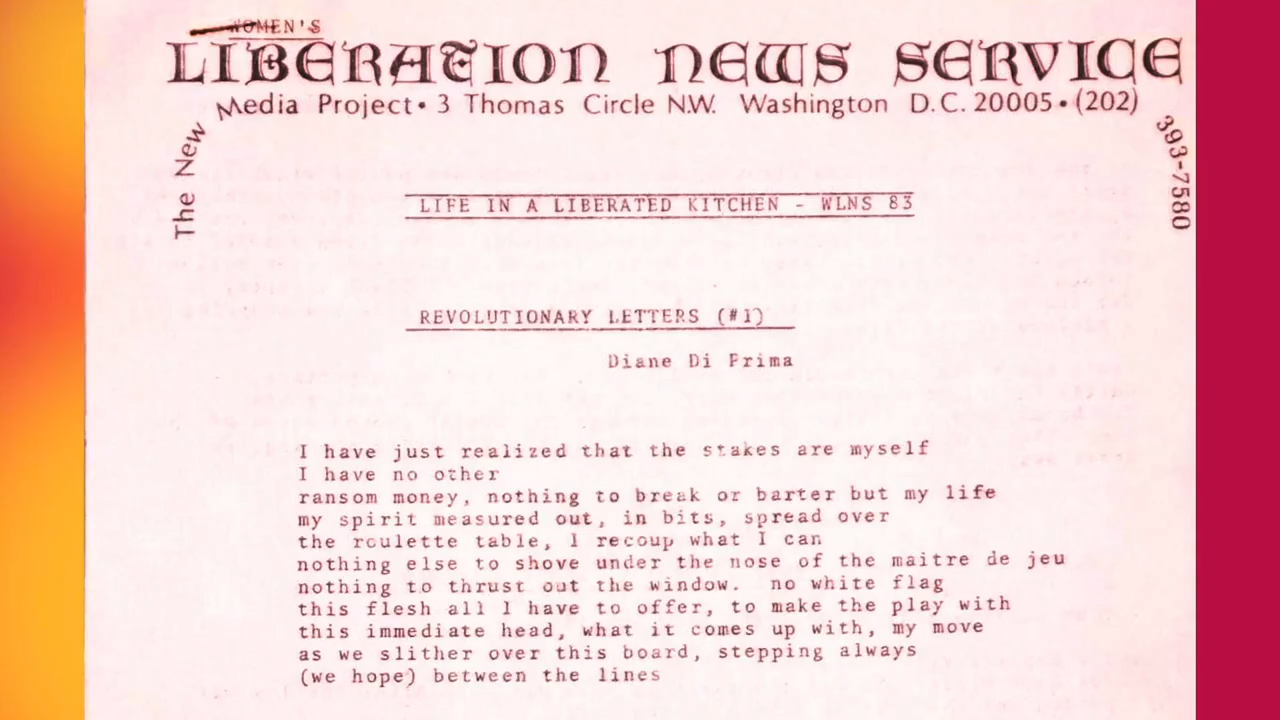 WOMEN'S
LIBERATION NEWS SERVICE
The New Media Project • 3 Thomas Circle N.W. Washington D.C. 20005 • (202) 393-7580
LIFE IN A LIBERATED KITCHEN - WLNS 83
REVOLUTIONARY LETTERS (#1)
Diane Di Prima
I have just realized that the stakes are myself
I have no other
ransom money, nothing to break or barter but my life
my spirit measured out, in bits, spread over
the roulette table, I recoup what I can
nothing else to shove under the nose of the maitre de jeu
nothing to thrust out the window.  no white flag
this flesh all I have to offer, to make the play with
this immediate head, what it comes up with, my move
as we slither over this board, stepping always
(we hope) between the lines